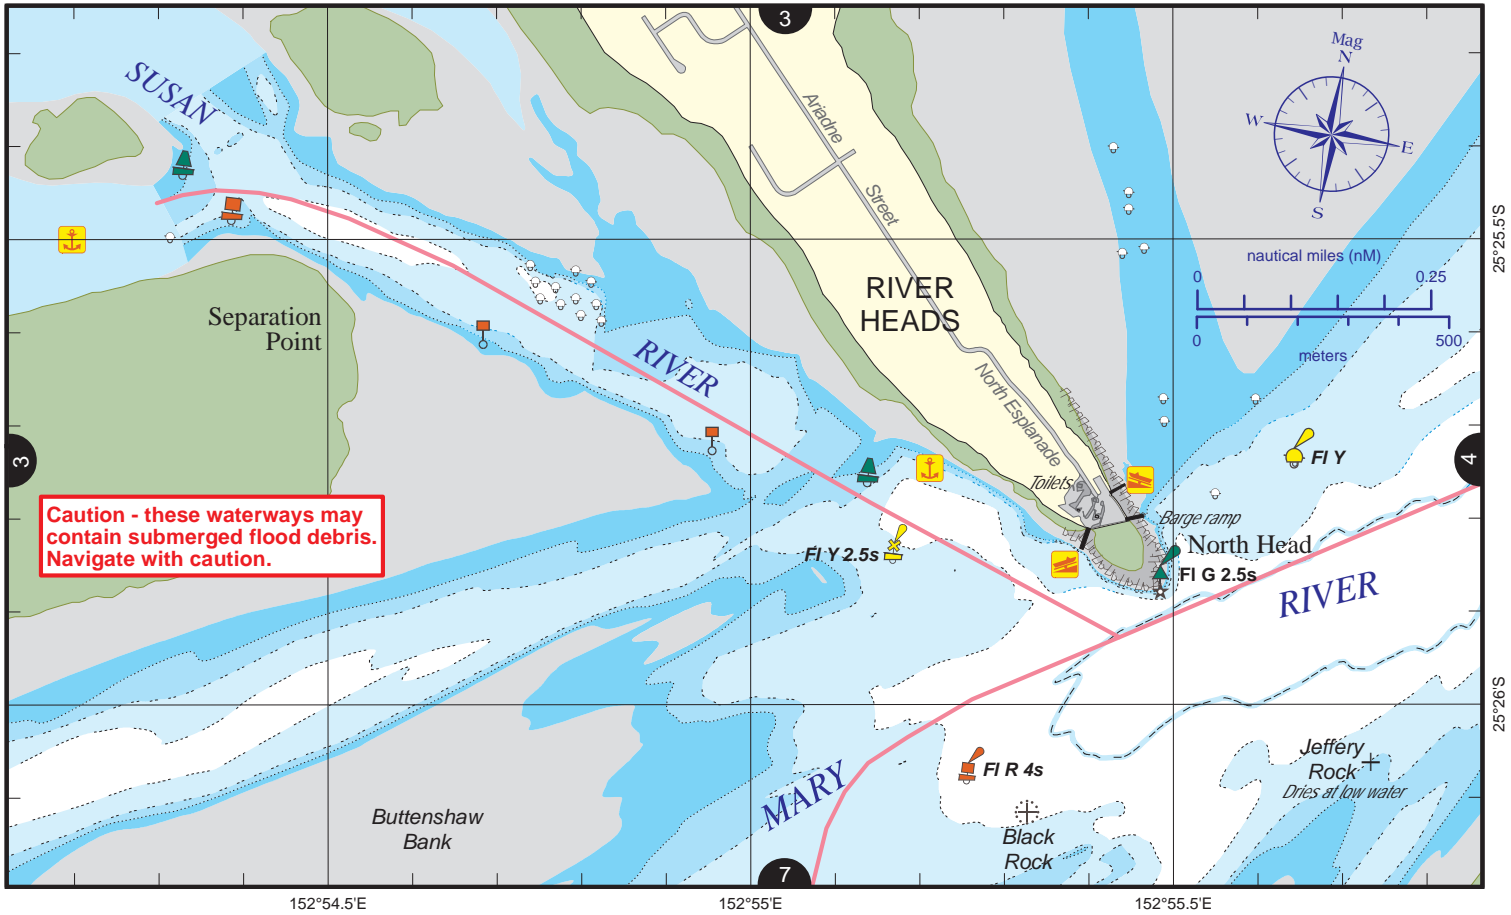 3
SUSAN
Mag
N
W
E
S
Ariadne
Street
25°25.5'S
nautical miles (nM)
0
0.25
0
500
meters
RIVER
HEADS
Separation
Point
RIVER
North Esplanade
3
4
Fl Y
Toilets
Caution - these waterways may
contain submerged flood debris.
Navigate with caution.
Barge ramp
North Head
Fl Y 2.5s
Fl G 2.5s
RIVER
25°26'S
Jeffery
Rock
Dries at low water
Fl R 4s
MARY
Buttenshaw
Bank
Black
Rock
7
152°54.5'E
152°55'E
152°55.5'E